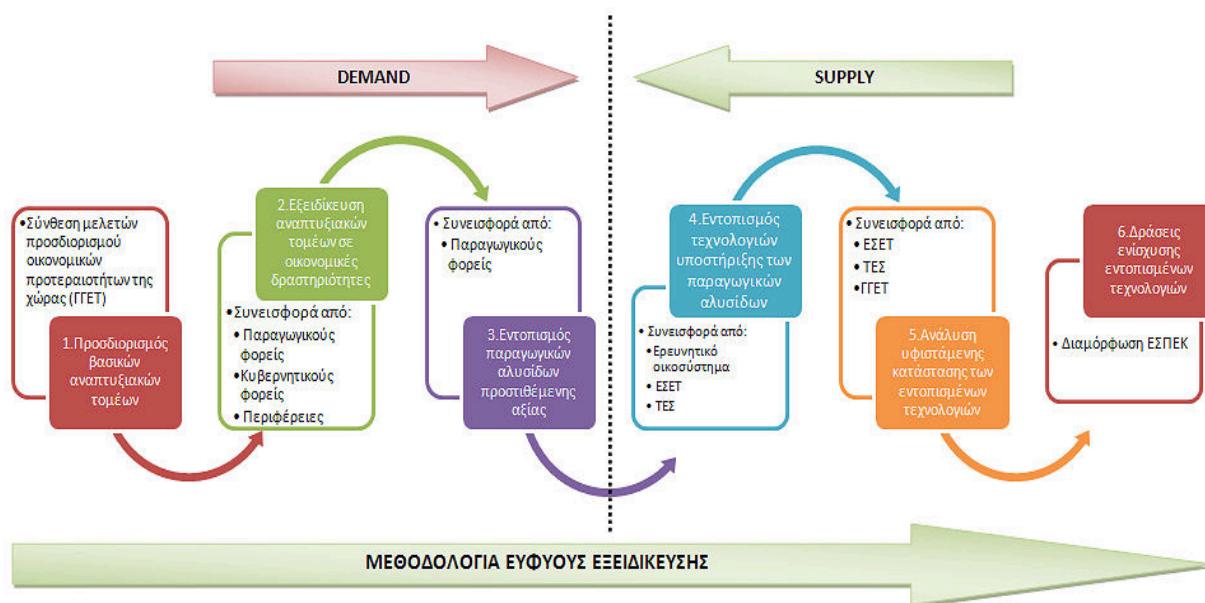 DEMAND
SUPPLY
•Σύνθεση μελετών
προσδιορισμού
οικονομικών
προτεραιοτήτων της
χώρας (ΓΓΕΤ)
1.Προσδιορισμός
βασικών
αναπτυξιακών
τομέων
2.Εξειδίκευση
αναπτυξιακών
τομέων σε
οικονομικές
δραστηριότητες
•Συνεισφορά από:
• Παραγωγικούς
φορείς
•Κυβερνητικούς
φορείς
• Περιφέρειες
• Συνεισφορά από:
• Παραγωγικούς
φορείς
3.Εντοπισμός
παραγωγικών
αλυσίδων
προστιθέμενης
αξίας
4.Εντοπισμός
τεχνολογιών
υποστήριξης των
παραγωγικών
αλυσίδων
• Συνεισφορά από:
•Ερευνητικό
οικοσύστημα
• ΕΣΕΤ
• ΤΕΣ
•Συνεισφορά από:
• ΕΣΕΤ
• ΤΕΣ
•ΓΓΕΤ
5.Ανάλυση
υφιστάμενης
κατάστασης των
εντοπισμένων
τεχνολογιών
6.Δράσεις
ενίσχυσης
εντοπισμένων
τεχνολογιών
• Διαμόρφωση ΕΣΠΕΚ
ΜΕΘΟΔΟΛΟΓΙΑ ΕΥΦΥΟΥΣ ΕΞΕΙΔΙΚΕΥΣΗΣ